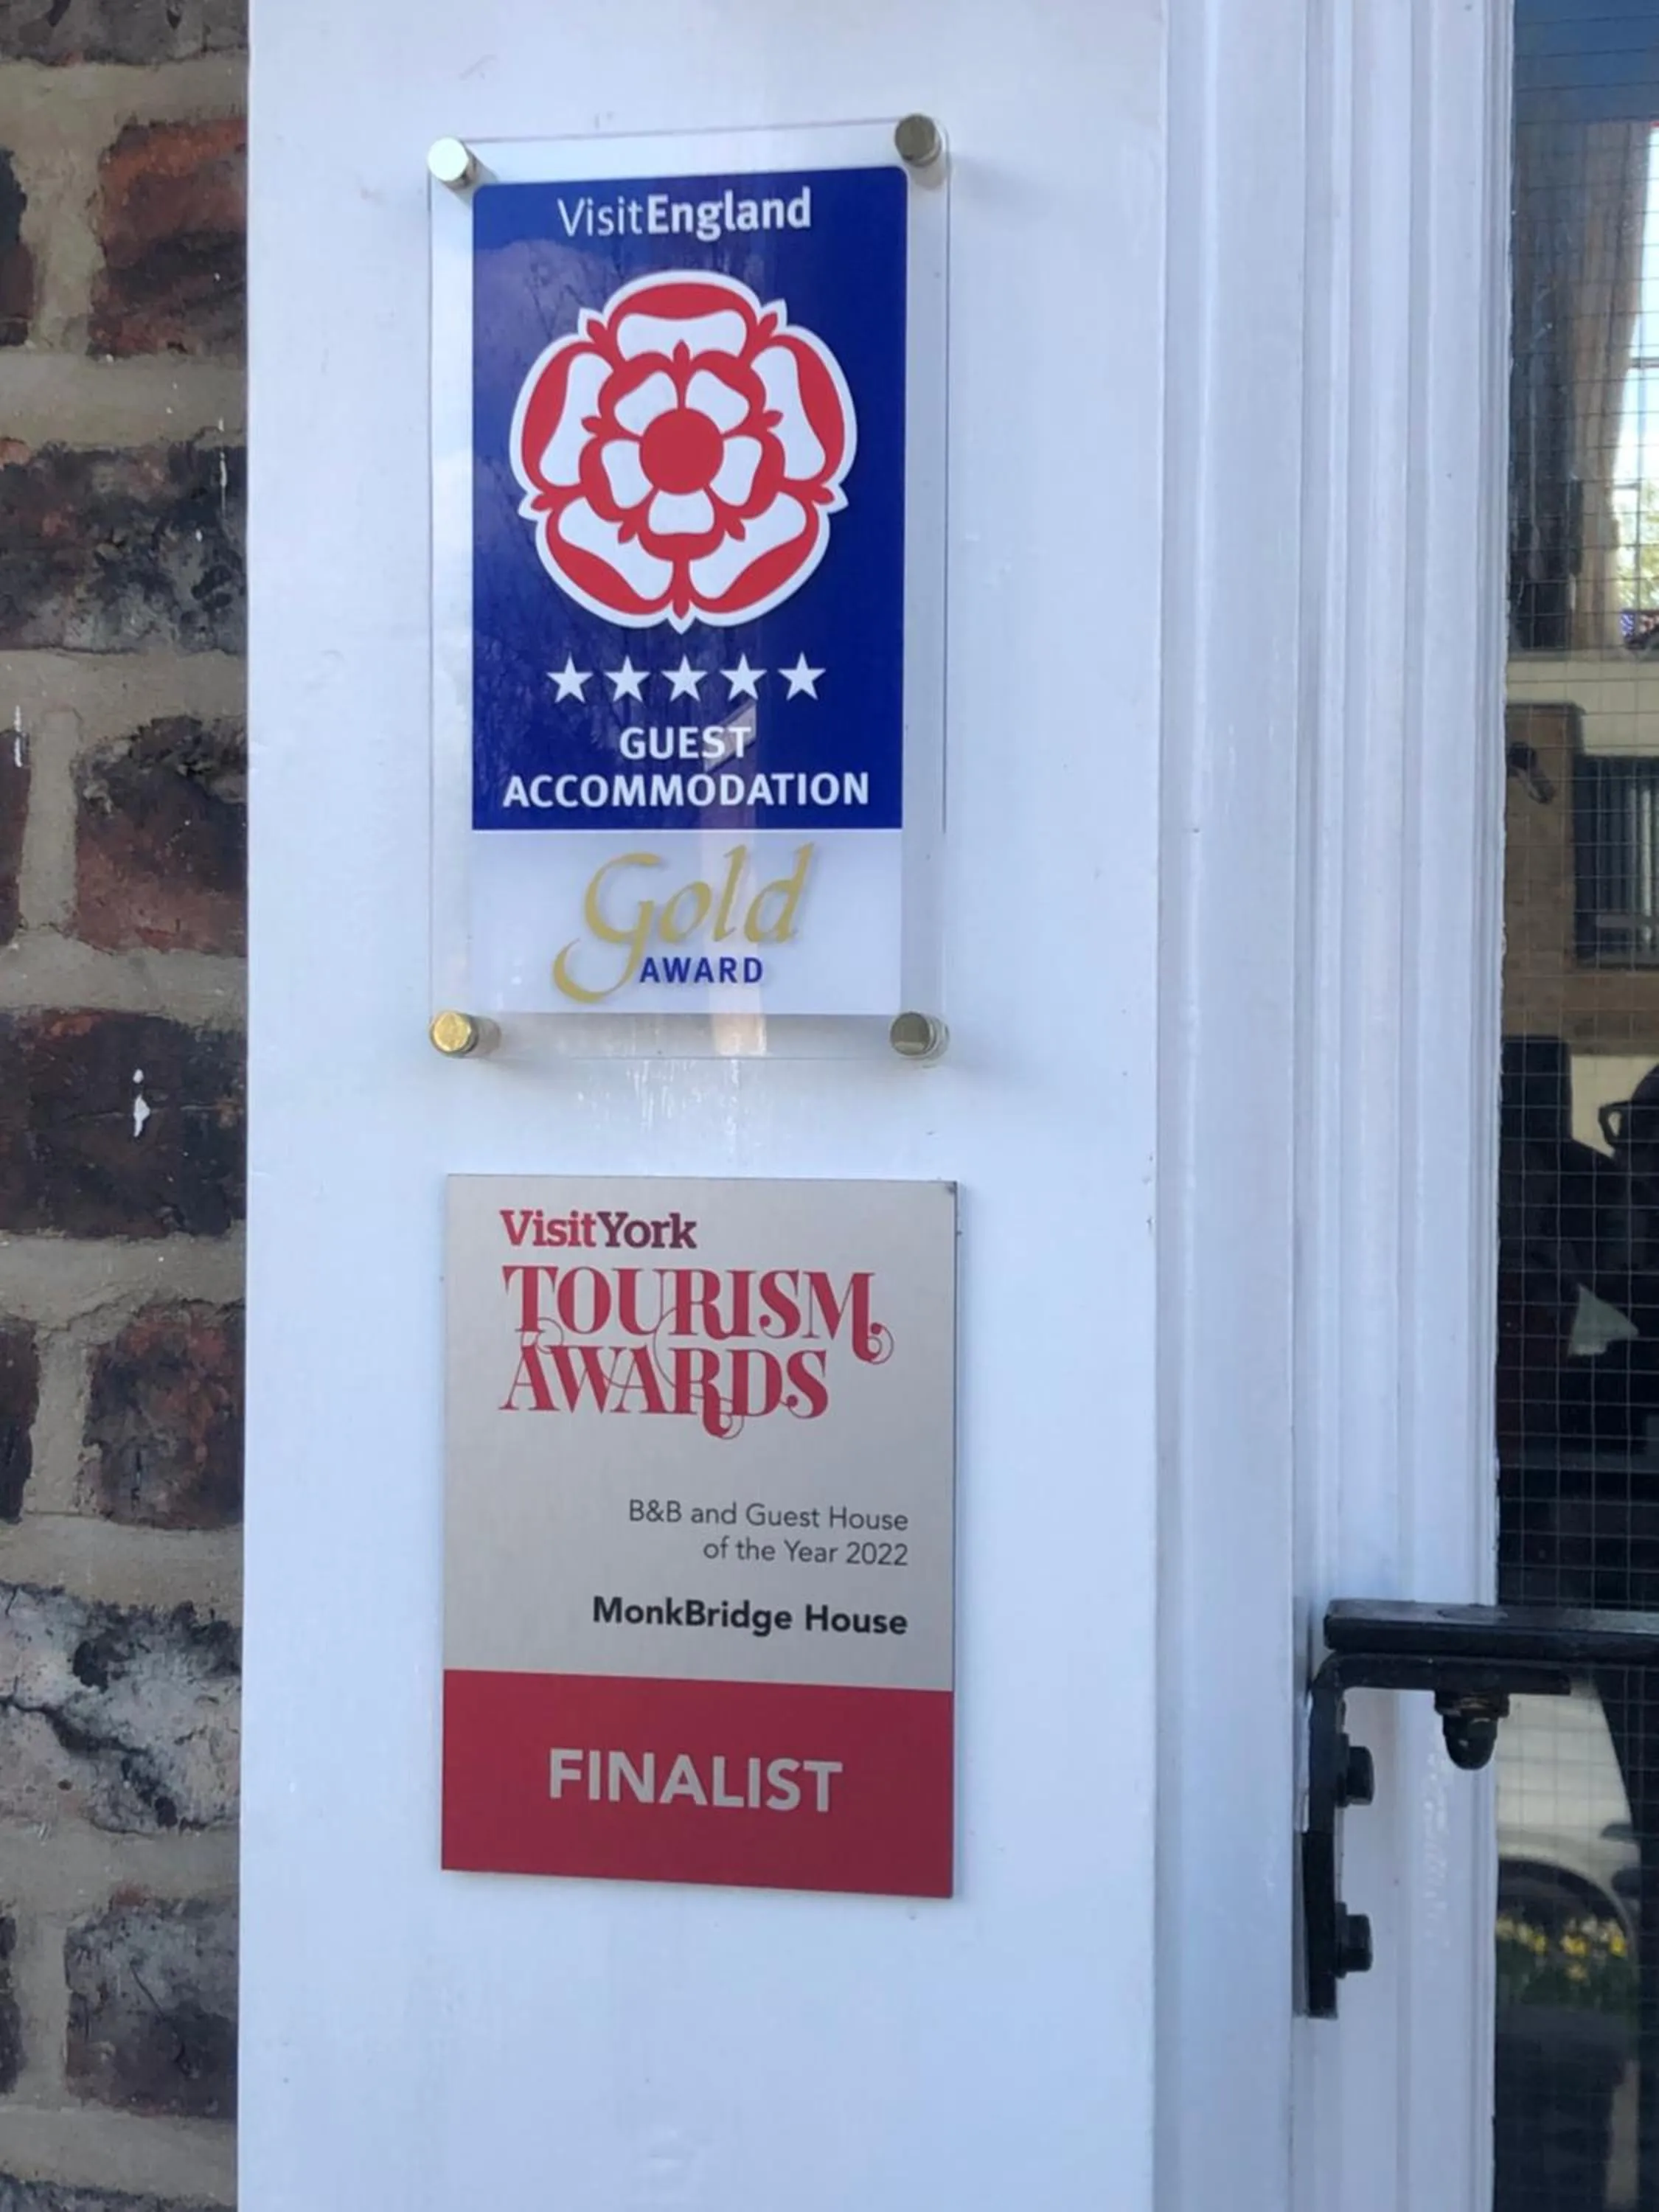 VisitEngland
GUEST
ACCOMMODATION
Gold
AWARD
VisitYork
TOURISM
AWARDS
B&B and Guest House
of the Year 2022
MonkBridge House
FINALIST